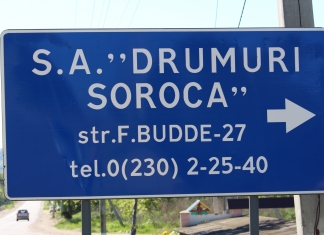 S.A."DRUMURI
SOROCA"
str.F.BUDDE-27
tel.0(230) 2-25-40